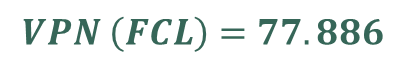 VPN (FCL) = 77.886